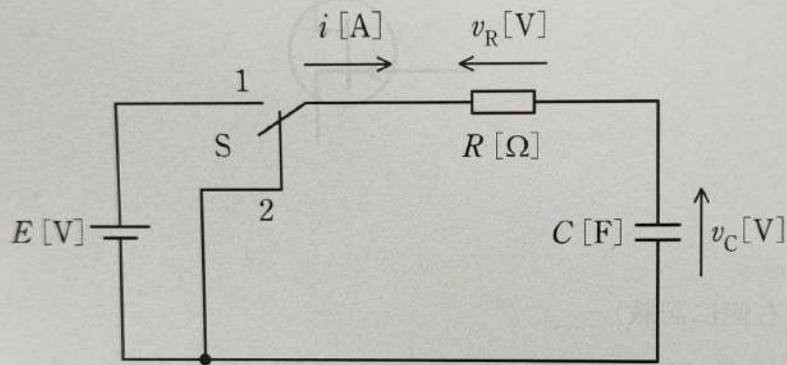 i [A]
v_R [V]
1
S
R [Ω]
2
E [V]
C [F]
v_C [V]